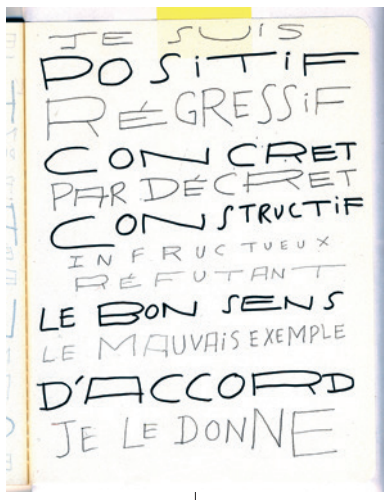 JE SUIS
POSiTiF
RÉGRESSiF
CONCRET
PAR DÉCRET
CONSTRUCTiF
INFRUCTUEUX
RÉFUTANT
LE BON SENS
LE MAUVAiS EXEMPLE
D'ACCORD
JE LE DONNE